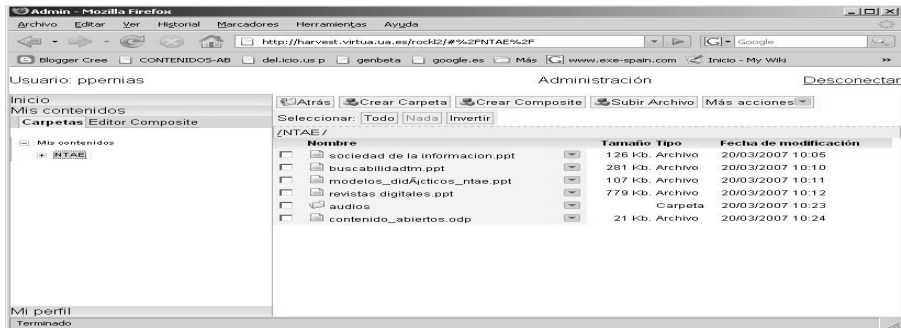 Admin - Mozilla Firefox
Archivo Editar Ver Historial Marcadores Herramientas Ayuda
http://harvest.virtua.ua.es/rockl2/#%2FNTAE%2F
Google
Blogger Cree CONTENIDOS-AB del.icio.us p genbeta google.es Más www.exe-spain.com Inicio - My Wiki »
Usuario: ppernias Administración Desconectar
Inicio
Mis contenidos
Carpetas Editor Composite
Mis contenidos
NTAE
Atrás Crear Carpeta Crear Composite Subir Archivo Más acciones
Seleccionar: Todo Nada Invertir
/NTAE/
Nombre Tamaño Tipo Fecha de modificación
sociedad de la informacion.ppt 126 Kb. Archivo 20/03/2007 10:05
buscabilidadtm.ppt 281 Kb. Archivo 20/03/2007 10:10
modelos_didÃ¡cticos_ntae.ppt 107 Kb. Archivo 20/03/2007 10:11
revistas digitales.ppt 779 Kb. Archivo 20/03/2007 10:12
audios Carpeta 20/03/2007 10:23
contenido_abiertos.odp 21 Kb. Archivo 20/03/2007 10:24
Mi perfil
Terminado